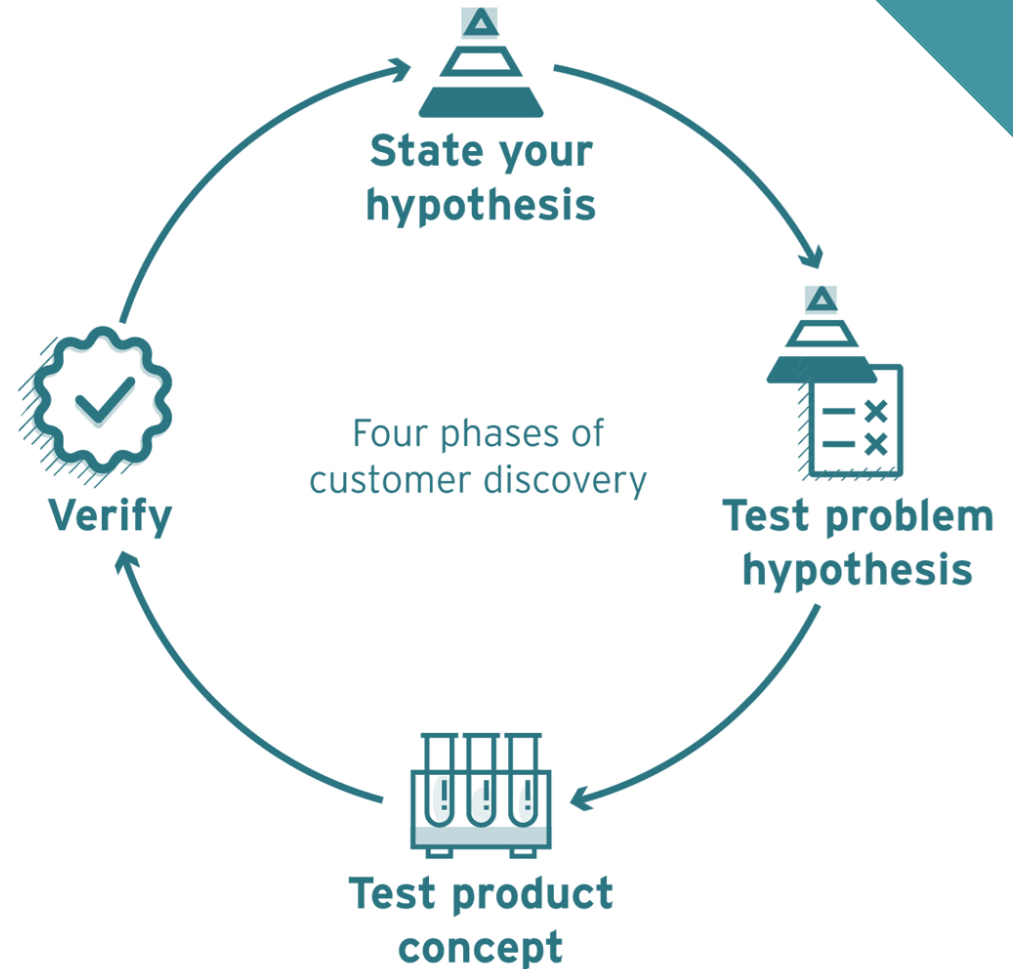 State your
hypothesis
Test problem
hypothesis
Test product
concept
Verify
Four phases of
customer discovery